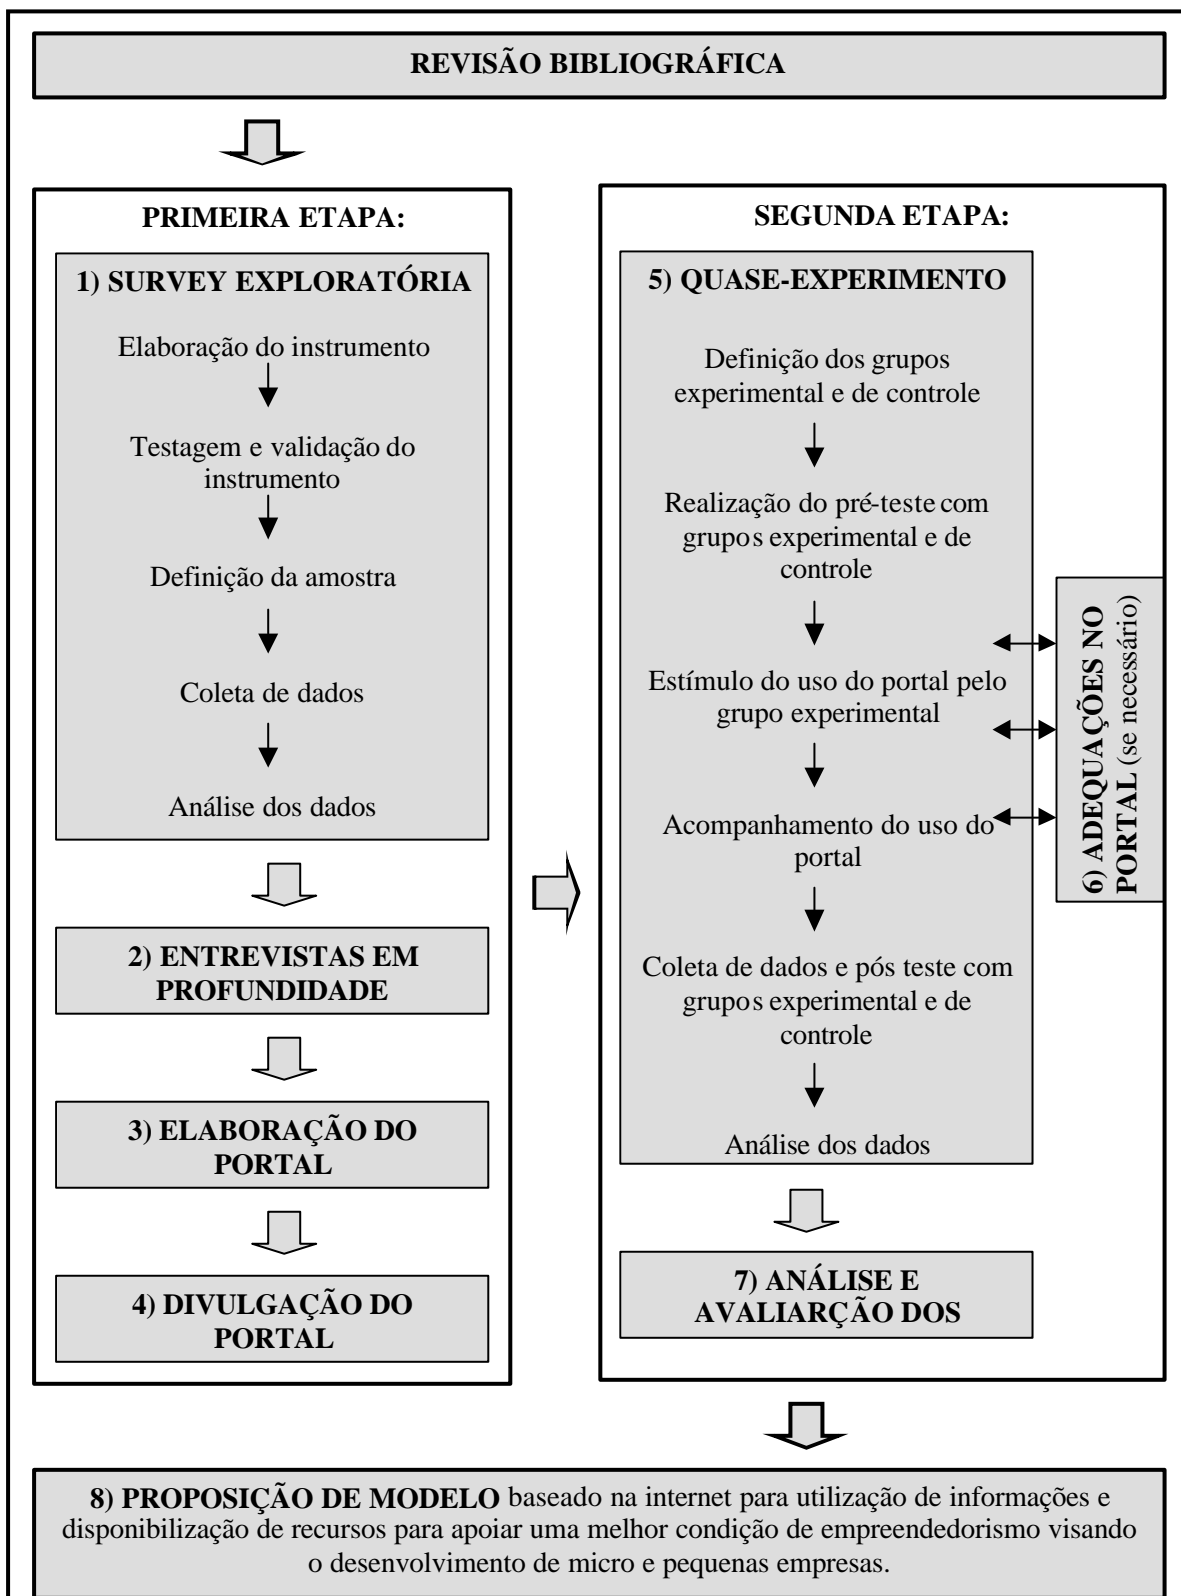 REVISÃO BIBLIOGRÁFICA
PRIMEIRA ETAPA:
1) SURVEY EXPLORATÓRIA
Elaboração do instrumento
Testagem e validação do
instrumento
Definição da amostra
Coleta de dados
Análise dos dados
2) ENTREVISTAS EM
PROFUNDIDADE
3) ELABORAÇÃO DO
PORTAL
4) DIVULGAÇÃO DO
PORTAL
SEGUNDA ETAPA:
5) QUASE-EXPERIMENTO
Definição dos grupos
experimental e de controle
Realização do pré-teste com
grupos experimental e de
controle
Estímulo do uso do portal pelo
grupo experimental
Acompanhamento do uso do
portal
Coleta de dados e pós teste com
grupos experimental e de
controle
Análise dos dados
6) ADEQUAÇÕES NO
PORTAL (se necessário)
7) ANÁLISE E
AVALIARÇÃO DOS
8) PROPOSIÇÃO DE MODELO baseado na internet para utilização de informações e
disponibilização de recursos para apoiar uma melhor condição de empreendedorismo visando
o desenvolvimento de micro e pequenas empresas.